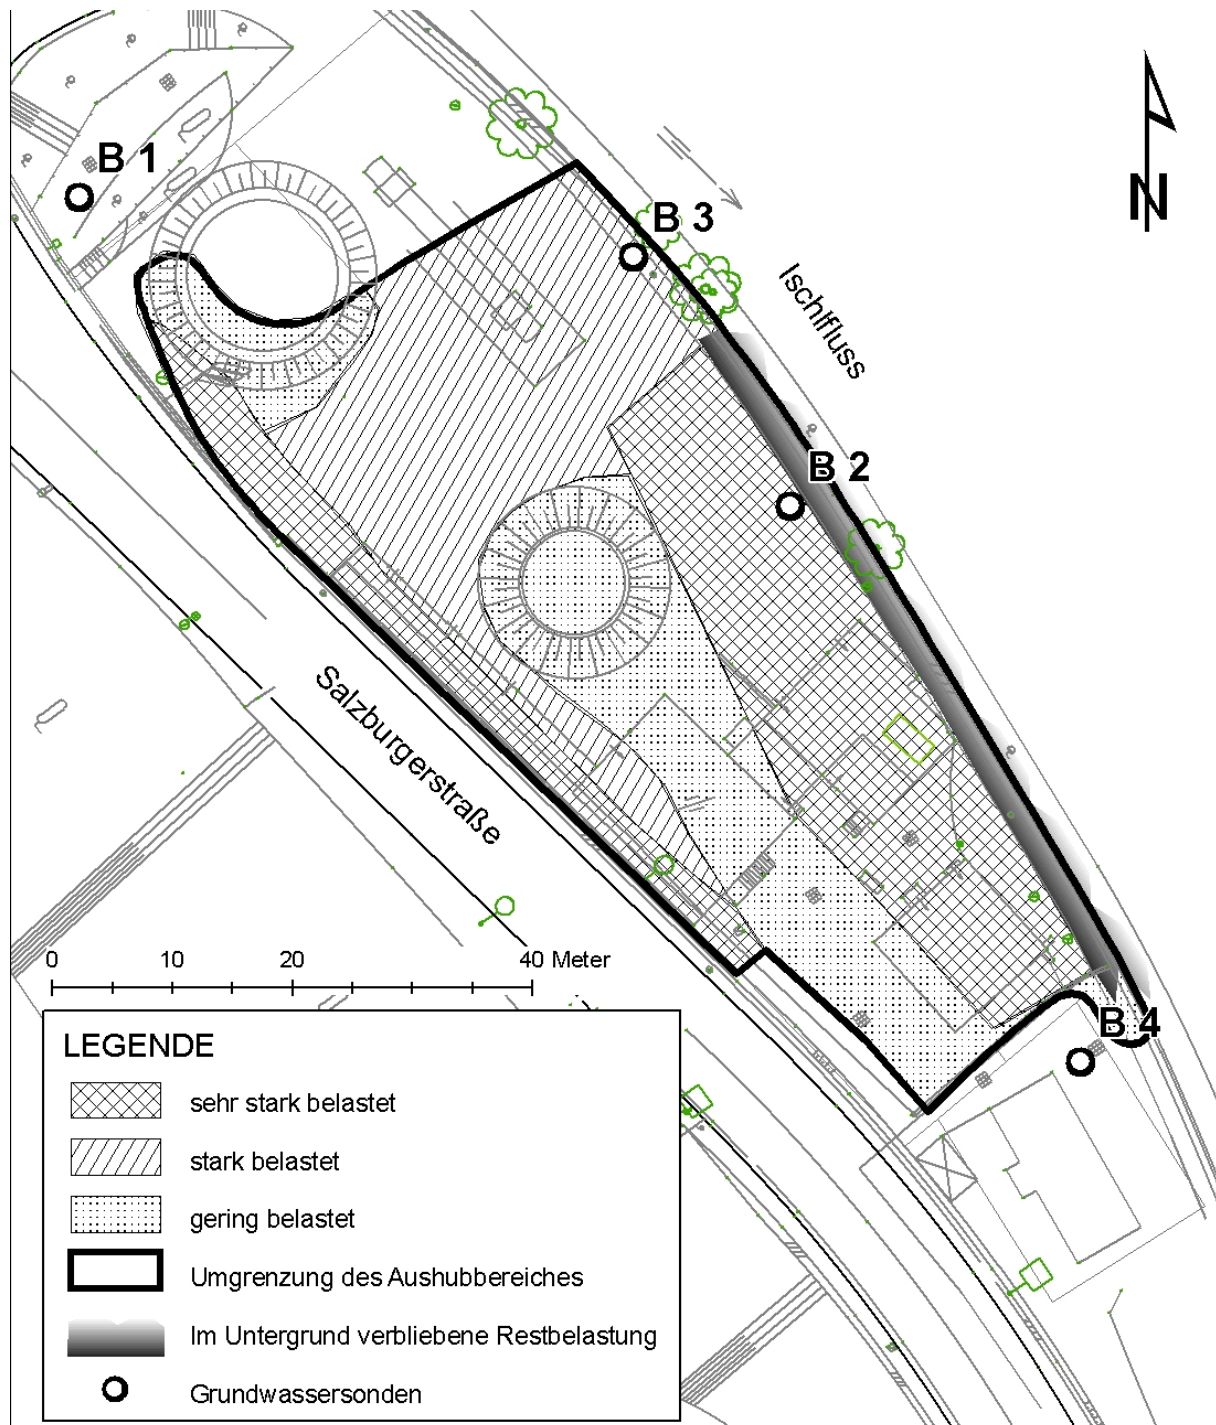 B 1
B 3
N
Ischlfluss
B 2
Salzburgerstraße
0 10 20 40 Meter
B 4
LEGENDE
sehr stark belastet
stark belastet
gering belastet
Umgrenzung des Aushubbereiches
Im Untergrund verbliebene Restbelastung
Grundwassersonden